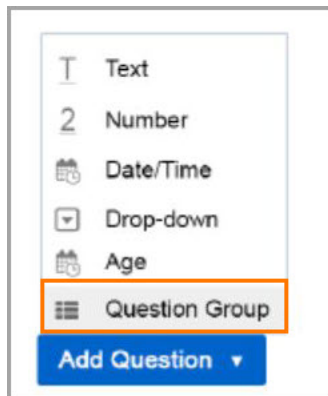 Text
Number
Date/Time
Drop-down
Age
Question Group
Add Question